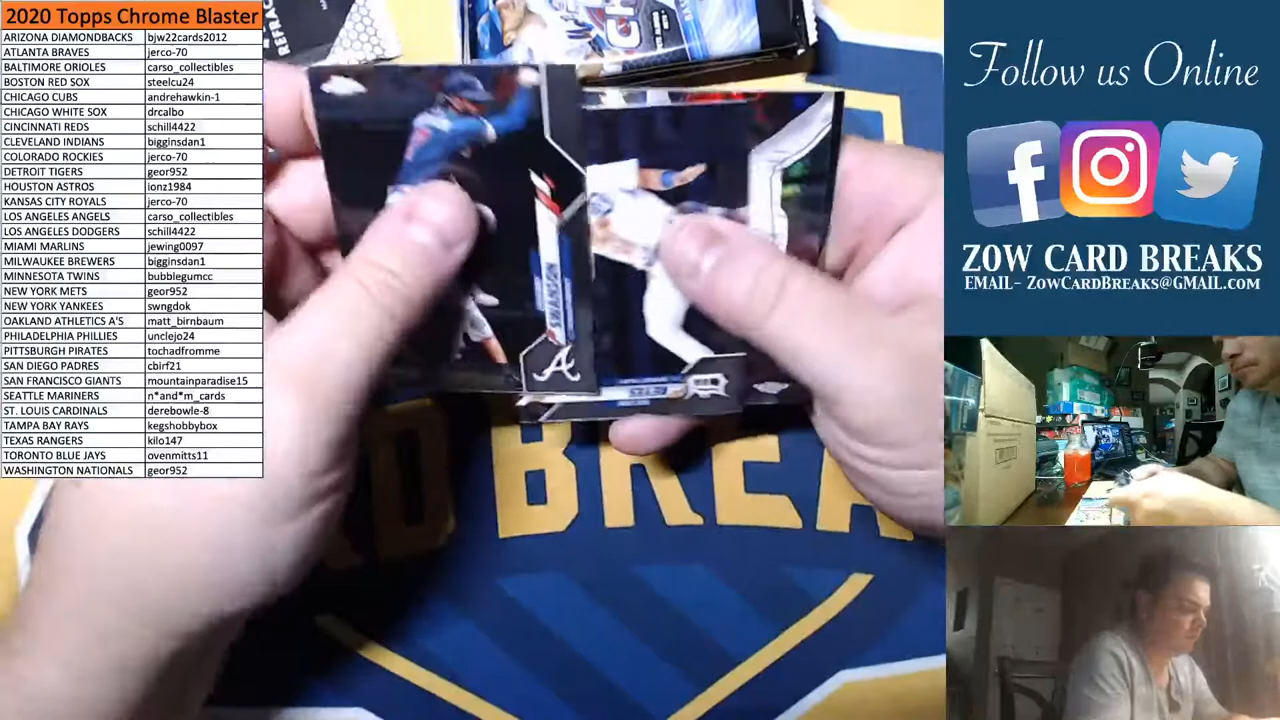 2020 Topps Chrome Blaster
ARIZONA DIAMONDBACKS bjw22cards2012
ATLANTA BRAVES jerco-70
BALTIMORE ORIOLES carso_collectibles
BOSTON RED SOX steelcu24
CHICAGO CUBS andrehawkin-1
CHICAGO WHITE SOX drcalbo
CINCINNATI REDS schill4422
CLEVELAND INDIANS bigginsdan1
COLORADO ROCKIES jerco-70
DETROIT TIGERS geor952
HOUSTON ASTROS ionz1984
KANSAS CITY ROYALS jerco-70
LOS ANGELES ANGELS carso_collectibles
LOS ANGELES DODGERS schill4422
MIAMI MARLINS jewing0097
MILWAUKEE BREWERS bigginsdan1
MINNESOTA TWINS bubblegumcc
NEW YORK METS geor952
NEW YORK YANKEES swngdok
OAKLAND ATHLETICS A'S matt_birnbaum
PHILADELPHIA PHILLIES unclejo24
PITTSBURGH PIRATES tochadfromme
SAN DIEGO PADRES cbirf21
SAN FRANCISCO GIANTS mountainparadise15
SEATTLE MARINERS n*and*m_cards
ST. LOUIS CARDINALS derebowle-8
TAMPA BAY RAYS kegshobbybox
TEXAS RANGERS kilo147
TORONTO BLUE JAYS ovenmitts11
WASHINGTON NATIONALS geor952
REFRAC
CH
SWANSON
A
D
RD BREA
Follow us Online
f
ZOW CARD BREAKS
EMAIL- ZOWCARDBREAKS@GMAIL.COM